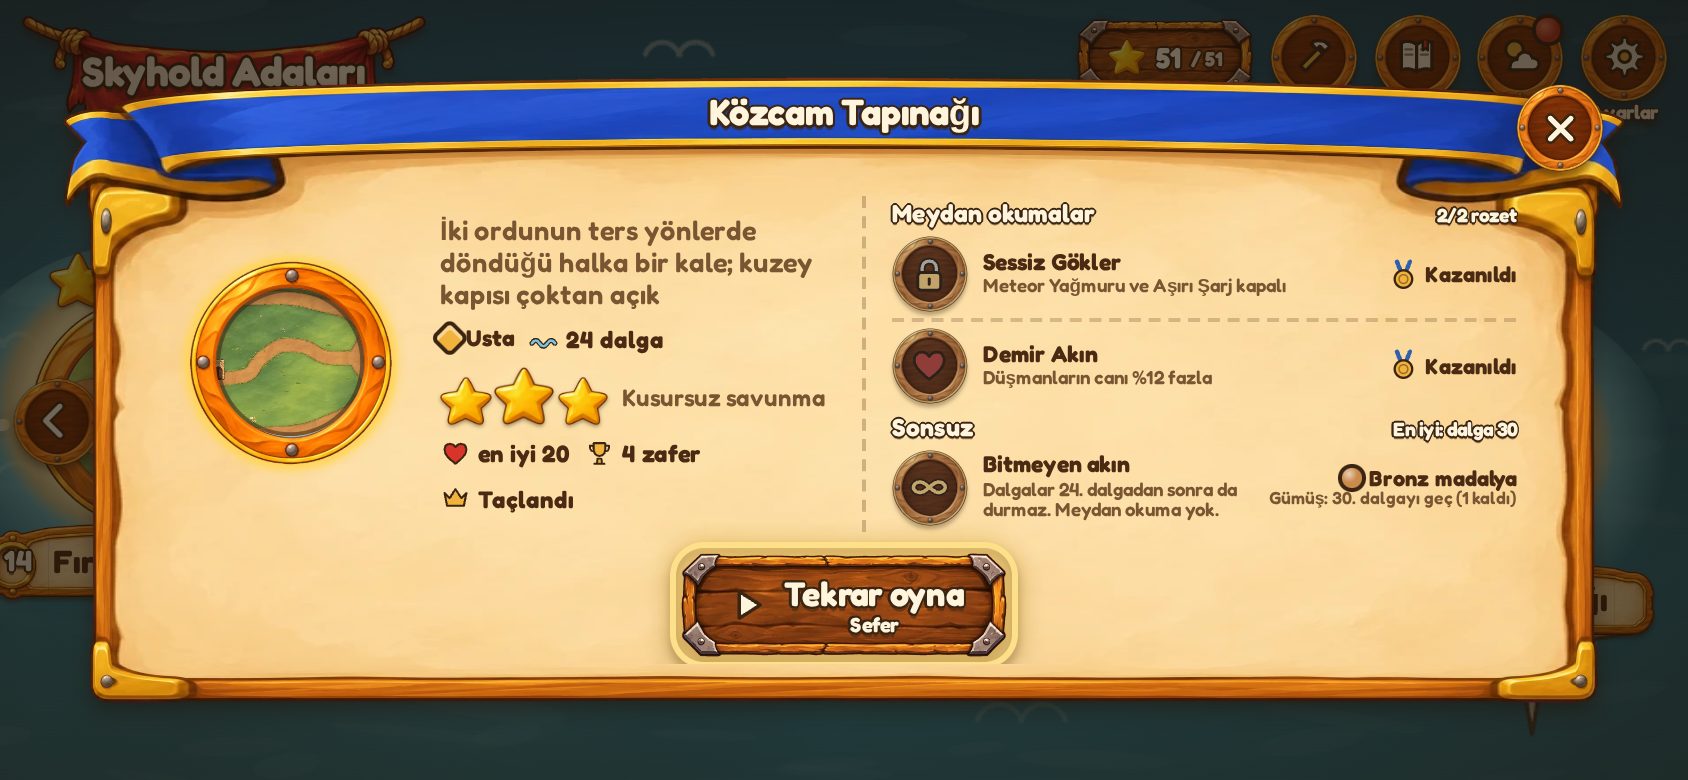 Skyhold Adaları
51 / 51
Közcam Tapınağı
İki ordunun ters yönlerde
döndüğü halka bir kale; kuzey
kapısı çoktan açık
Usta 24 dalga
Kusursuz savunma
en iyi 20 4 zafer
Taçlandı
Meydan okumalar 2/2 rozet
Sessiz Gökler
Meteor Yağmuru ve Aşırı Şarj kapalı
Kazanıldı
Demir Akın
Düşmanların canı %12 fazla
Kazanıldı
Sonsuz En iyi: dalga 30
Bitmeyen akın
Dalgalar 24. dalgadan sonra da
durmaz. Meydan okuma yok.
Bronz madalya
Gümüş: 30. dalgayı geç (1 kaldı)
14
Tekrar oyna
Sefer